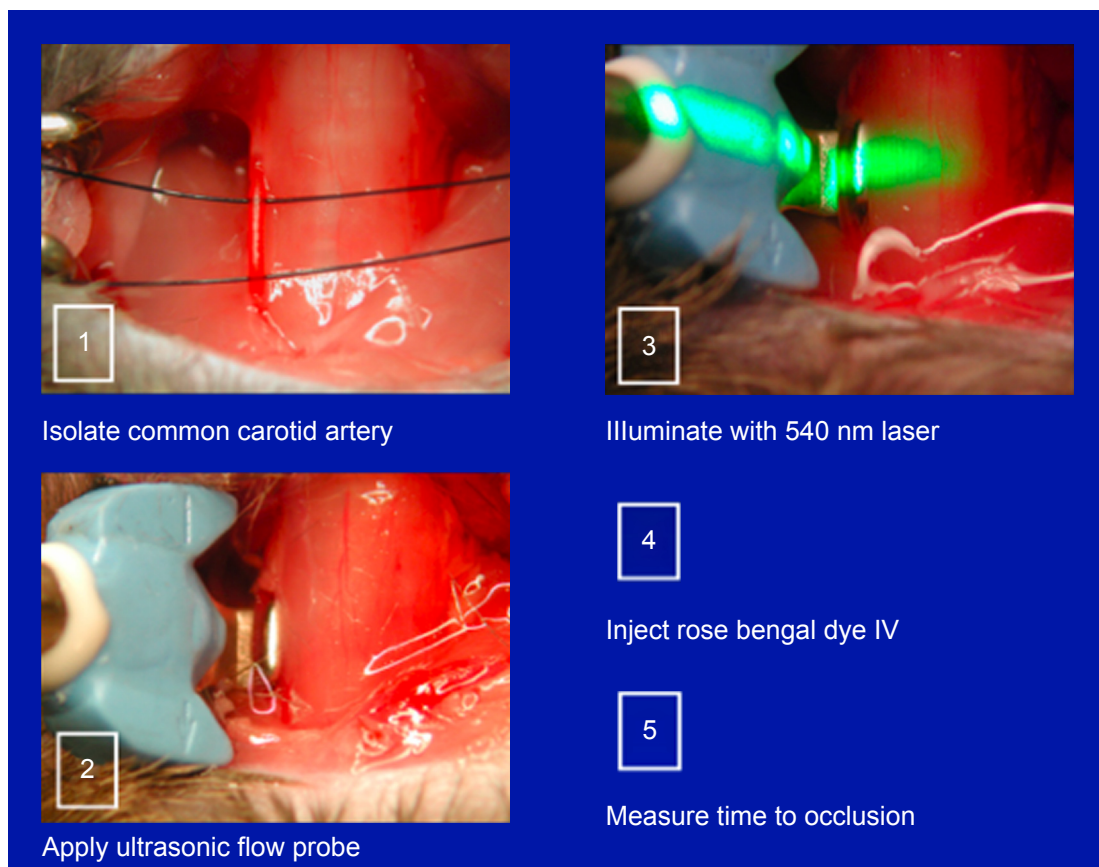 1
Isolate common carotid artery
2
Apply ultrasonic flow probe
3
Illuminate with 540 nm laser
4
Inject rose bengal dye IV
5
Measure time to occlusion